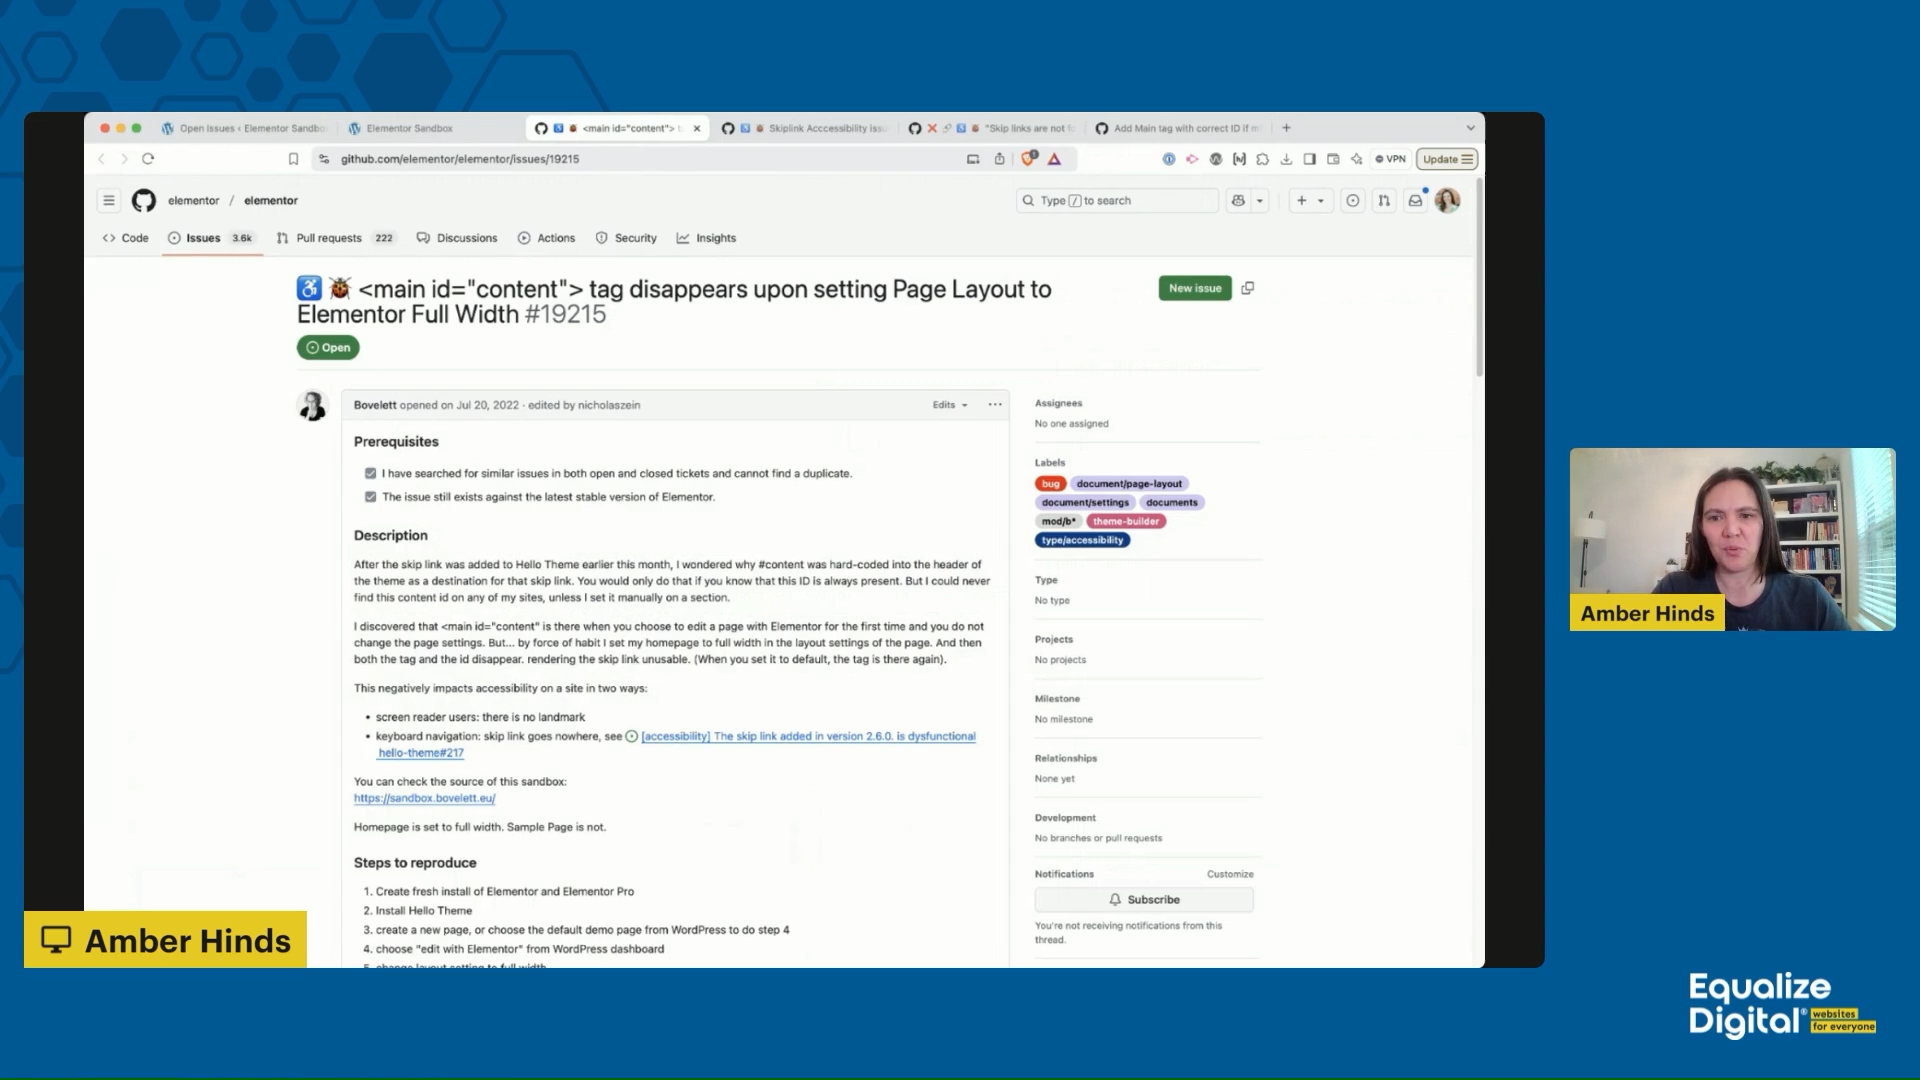 Open Issues ‹ Elementor Sandbo
Elementor Sandbox
<main id="content"> t
Skiplink Acccessibility issu
"Skip links are not fo
Add Main tag with correct ID if m
github.com/elementor/elementor/issues/19215
VPN
Update
elementor / elementor
Type / to search
Code
Issues 3.6k
Pull requests 222
Discussions
Actions
Security
Insights
<main id="content"> tag disappears upon setting Page Layout to
Elementor Full Width #19215
New issue
Open
Bovelett opened on Jul 20, 2022 · edited by nicholaszein
Edits
Prerequisites
I have searched for similar issues in both open and closed tickets and cannot find a duplicate.
The issue still exists against the latest stable version of Elementor.
Description
After the skip link was added to Hello Theme earlier this month, I wondered why #content was hard-coded into the header of
the theme as a destination for that skip link. You would only do that if you know that this ID is always present. But I could never
find this content id on any of my sites, unless I set it manually on a section.
I discovered that <main id="content" is there when you choose to edit a page with Elementor for the first time and you do not
change the page settings. But... by force of habit I set my homepage to full width in the layout settings of the page. And then
both the tag and the id disappear. rendering the skip link unusable. (When you set it to default, the tag is there again).
This negatively impacts accessibility on a site in two ways:
• screen reader users: there is no landmark
• keyboard navigation: skip link goes nowhere, see [accessibility] The skip link added in version 2.6.0. is dysfunctional
hello-theme#217
You can check the source of this sandbox:
https://sandbox.bovelett.eu/
Homepage is set to full width. Sample Page is not.
Steps to reproduce
1. Create fresh install of Elementor and Elementor Pro
2. Install Hello Theme
3. create a new page, or choose the default demo page from WordPress to do step 4
4. choose "edit with Elementor" from WordPress dashboard
5. change layout setting to full width
Assignees
No one assigned
Labels
bug document/page-layout
document/settings documents
mod/b* theme-builder
type/accessibility
Type
No type
Projects
No projects
Milestone
No milestone
Relationships
None yet
Development
No branches or pull requests
Notifications
Customize
Subscribe
You're not receiving notifications from this
thread.
Amber Hinds
Amber Hinds
Equalize
Digital® websites
for everyone